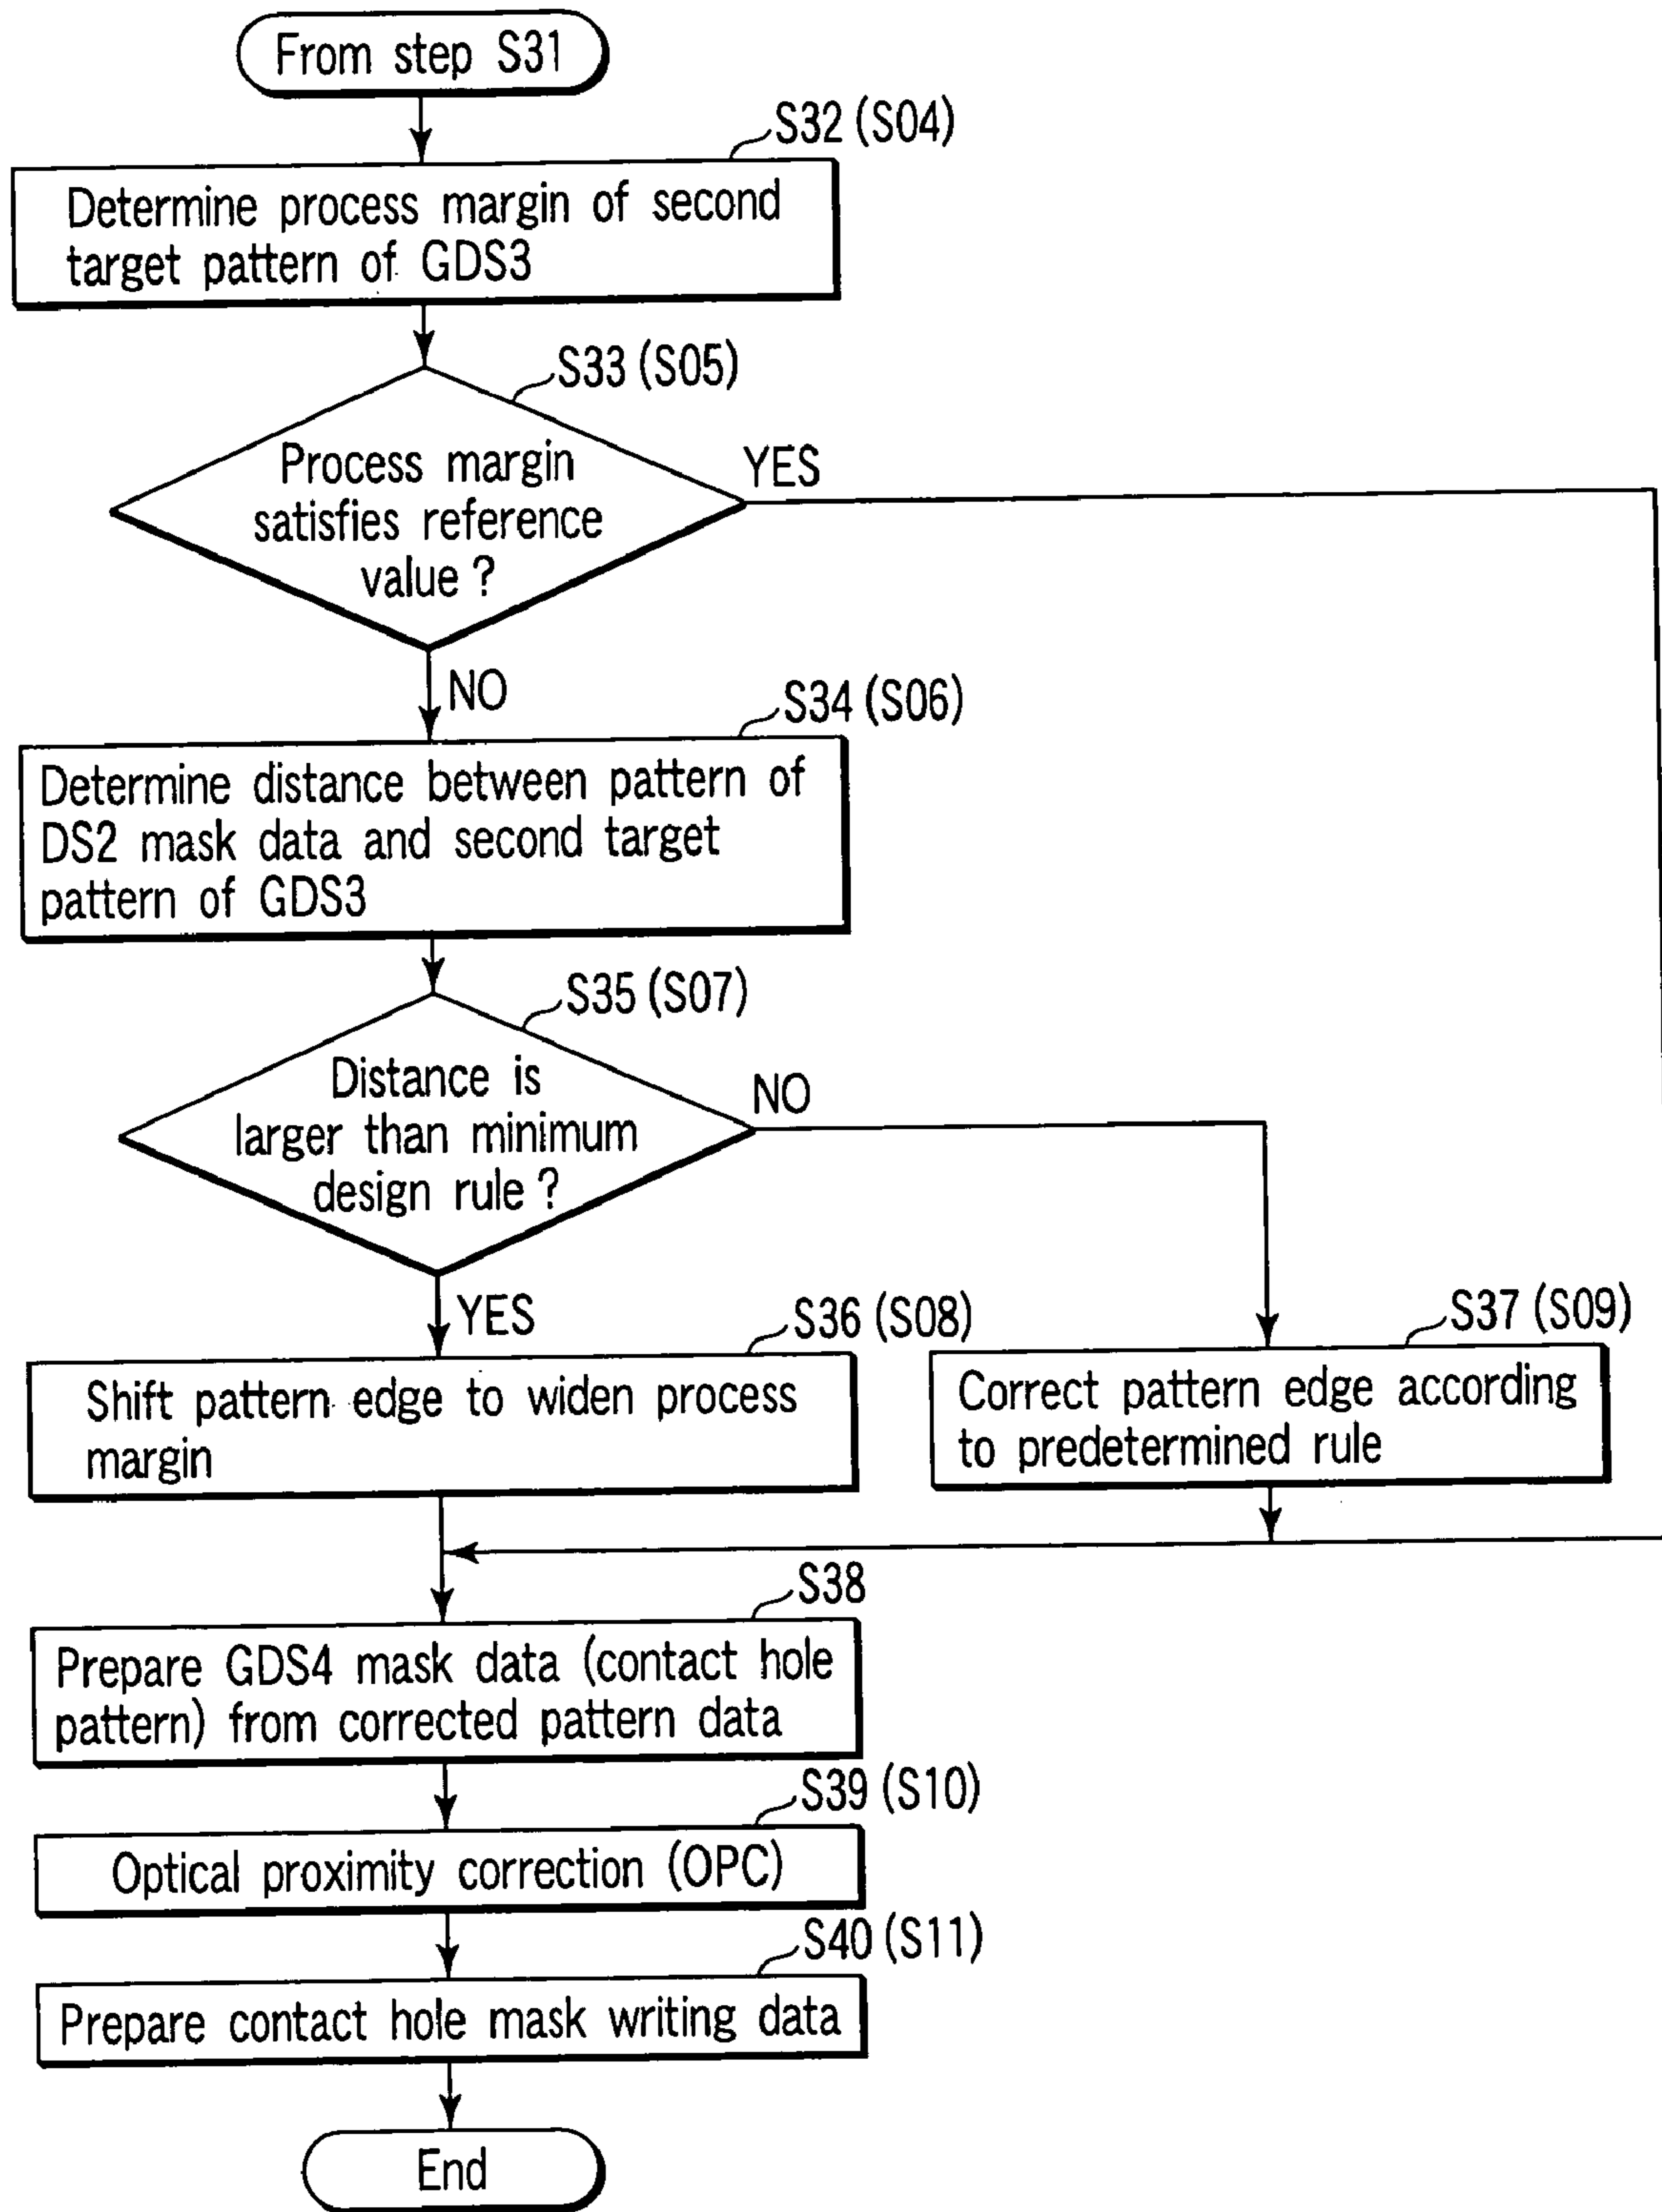 From step S31
S32 (S04)
Determine process margin of second
target pattern of GDS3
S33 (S05)
Process margin
satisfies reference
value ?
YES
NO
S34 (S06)
Determine distance between pattern of
DS2 mask data and second target
pattern of GDS3
S35 (S07)
Distance is
larger than minimum
design rule ?
NO
YES
S36 (S08)
Shift pattern edge to widen process
margin
S37 (S09)
Correct pattern edge according
to predetermined rule
S38
Prepare GDS4 mask data (contact hole
pattern) from corrected pattern data
S39 (S10)
Optical proximity correction (OPC)
S40 (S11)
Prepare contact hole mask writing data
End